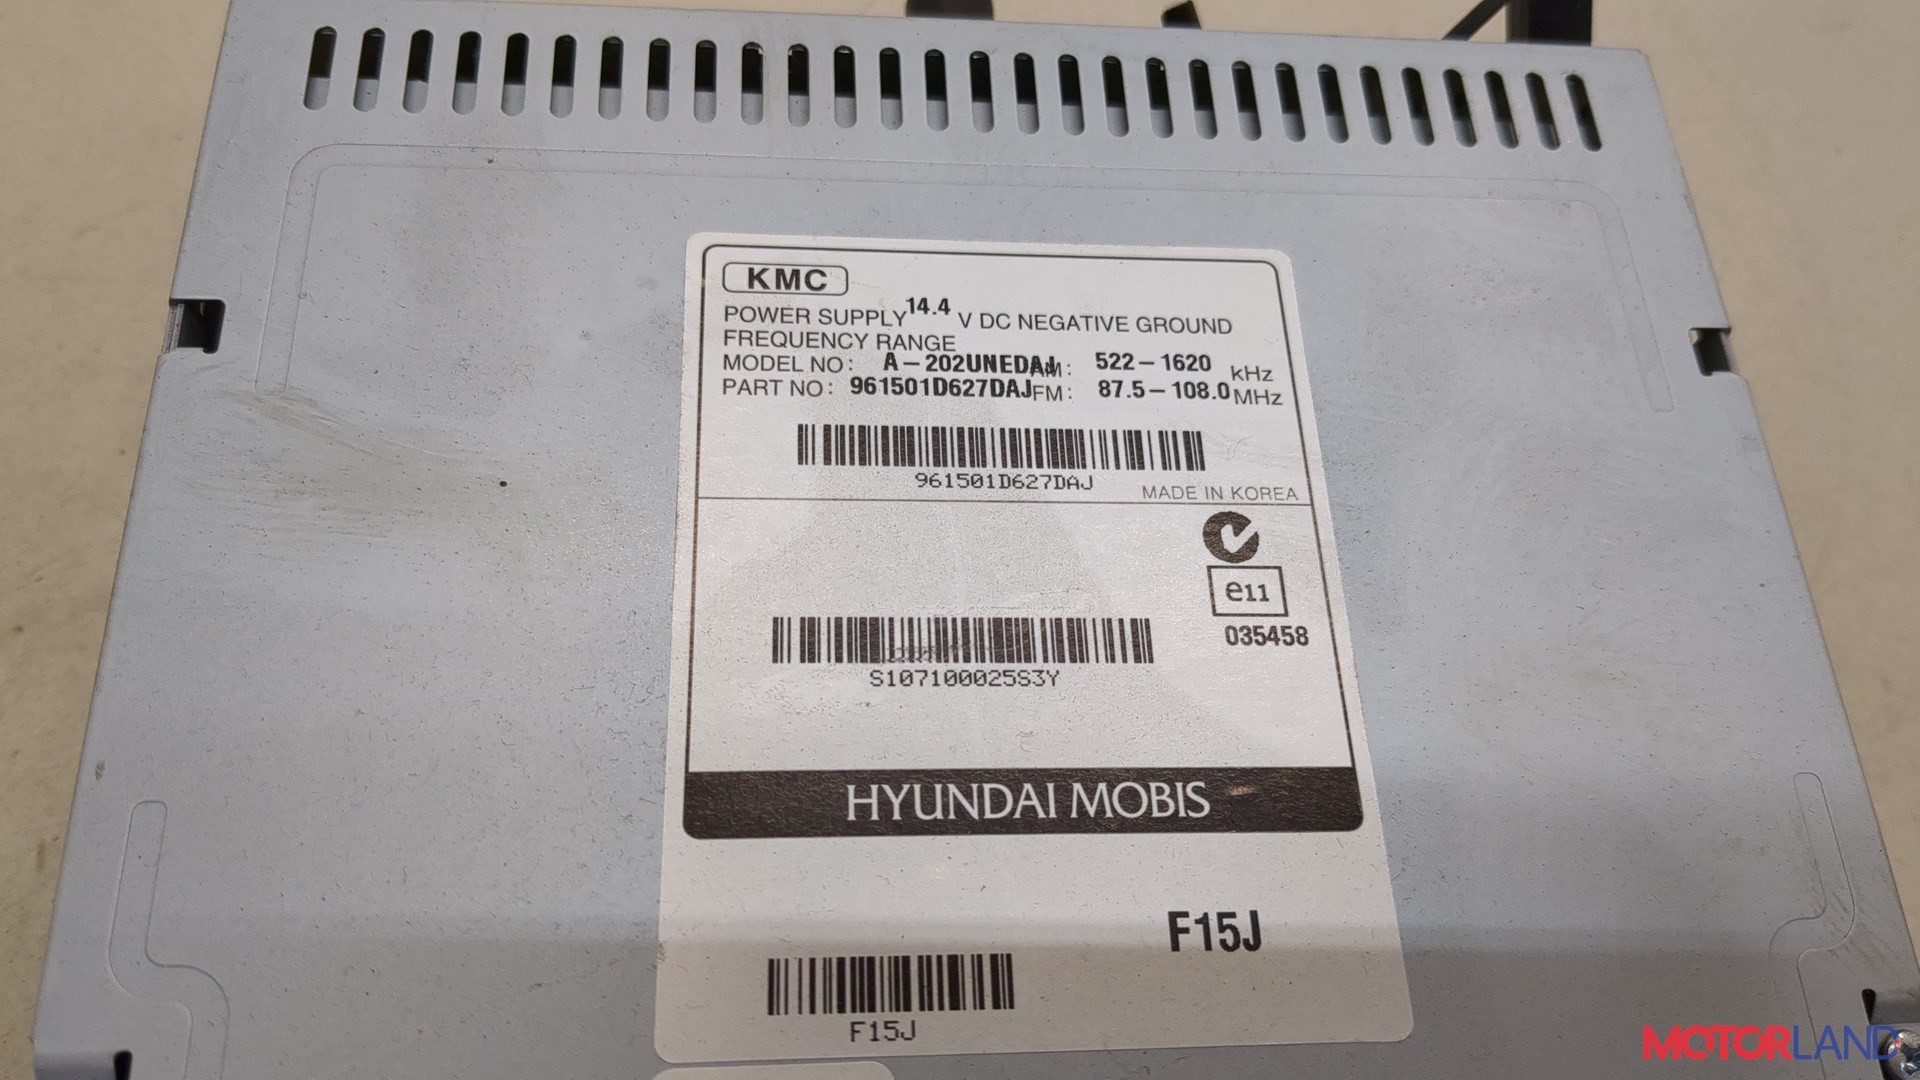 KMC
POWER SUPPLY 14.4 V DC NEGATIVE GROUND
FREQUENCY RANGE
MODEL NO: A-202UNEDAJ AM: 522-1620 kHz
PART NO: 961501D627DAJ FM: 87.5-108.0 MHz
961501D627DAJ
MADE IN KOREA
e11
035458
S107100025S3Y
HYUNDAI MOBIS
F15J
F15J
MOTORLAND